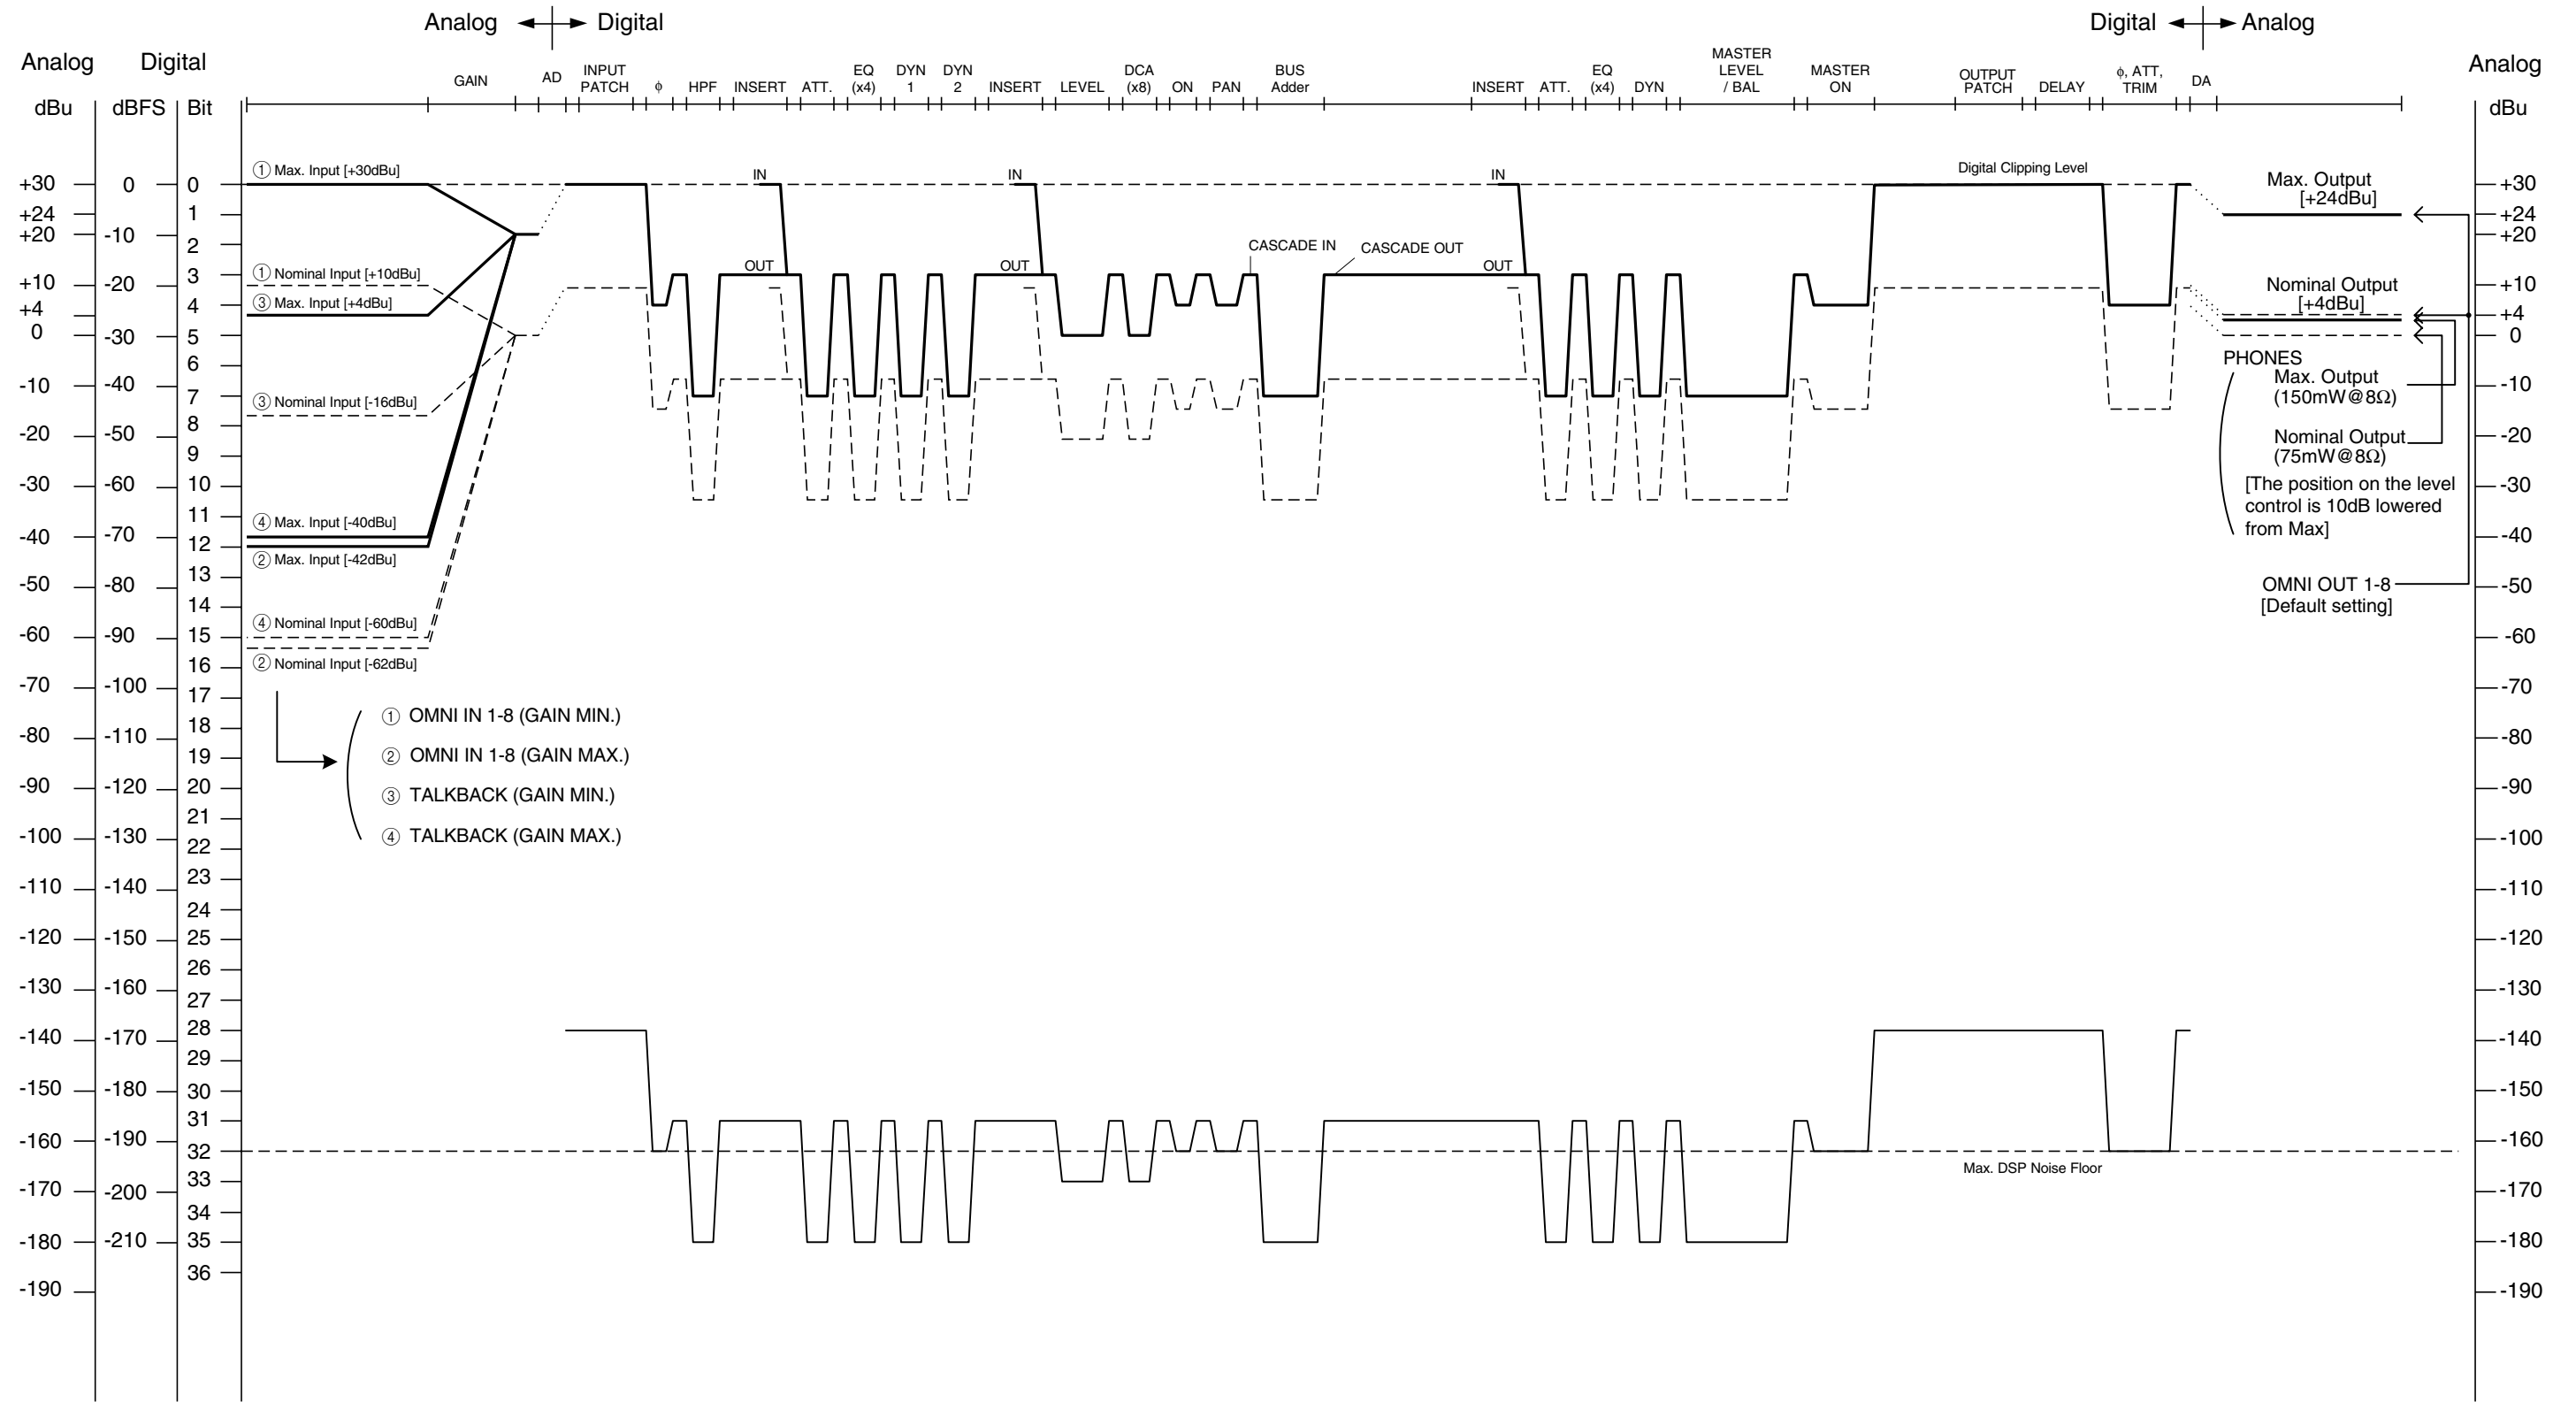 Analog Digital
Digital Analog
Analog Digital
Analog
dBu dBFS Bit
dBu
GAIN
AD
INPUT
PATCH
ϕ
HPF
INSERT
ATT.
EQ
(x4)
DYN
1
DYN
2
INSERT
LEVEL
DCA
(x8)
ON
PAN
BUS
Adder
INSERT
ATT.
EQ
(x4)
DYN
MASTER
LEVEL
/ BAL
MASTER
ON
OUTPUT
PATCH
DELAY
ϕ, ATT,
TRIM
DA
+30
+24
+20
+10
+4
0
-10
-20
-30
-40
-50
-60
-70
-80
-90
-100
-110
-120
-130
-140
-150
-160
-170
-180
-190
0
-10
-20
-30
-40
-50
-60
-70
-80
-90
-100
-110
-120
-130
-140
-150
-160
-170
-180
-190
-200
-210
0
1
2
3
4
5
6
7
8
9
10
11
12
13
14
15
16
17
18
19
20
21
22
23
24
25
26
27
28
29
30
31
32
33
34
35
36
① Max. Input [+30dBu]
① Nominal Input [+10dBu]
③ Max. Input [+4dBu]
③ Nominal Input [-16dBu]
④ Max. Input [-40dBu]
② Max. Input [-42dBu]
④ Nominal Input [-60dBu]
② Nominal Input [-62dBu]
① OMNI IN 1-8 (GAIN MIN.)
② OMNI IN 1-8 (GAIN MAX.)
③ TALKBACK (GAIN MIN.)
④ TALKBACK (GAIN MAX.)
IN
OUT
IN
OUT
CASCADE IN
CASCADE OUT
IN
OUT
Digital Clipping Level
Max. DSP Noise Floor
Max. Output
[+24dBu]
Nominal Output
[+4dBu]
PHONES
Max. Output
(150mW@8Ω)
Nominal Output
(75mW@8Ω)
[The position on the level
control is 10dB lowered
from Max]
OMNI OUT 1-8
[Default setting]
+30
+24
+20
+10
+4
0
-10
-20
-30
-40
-50
-60
-70
-80
-90
-100
-110
-120
-130
-140
-150
-160
-170
-180
-190